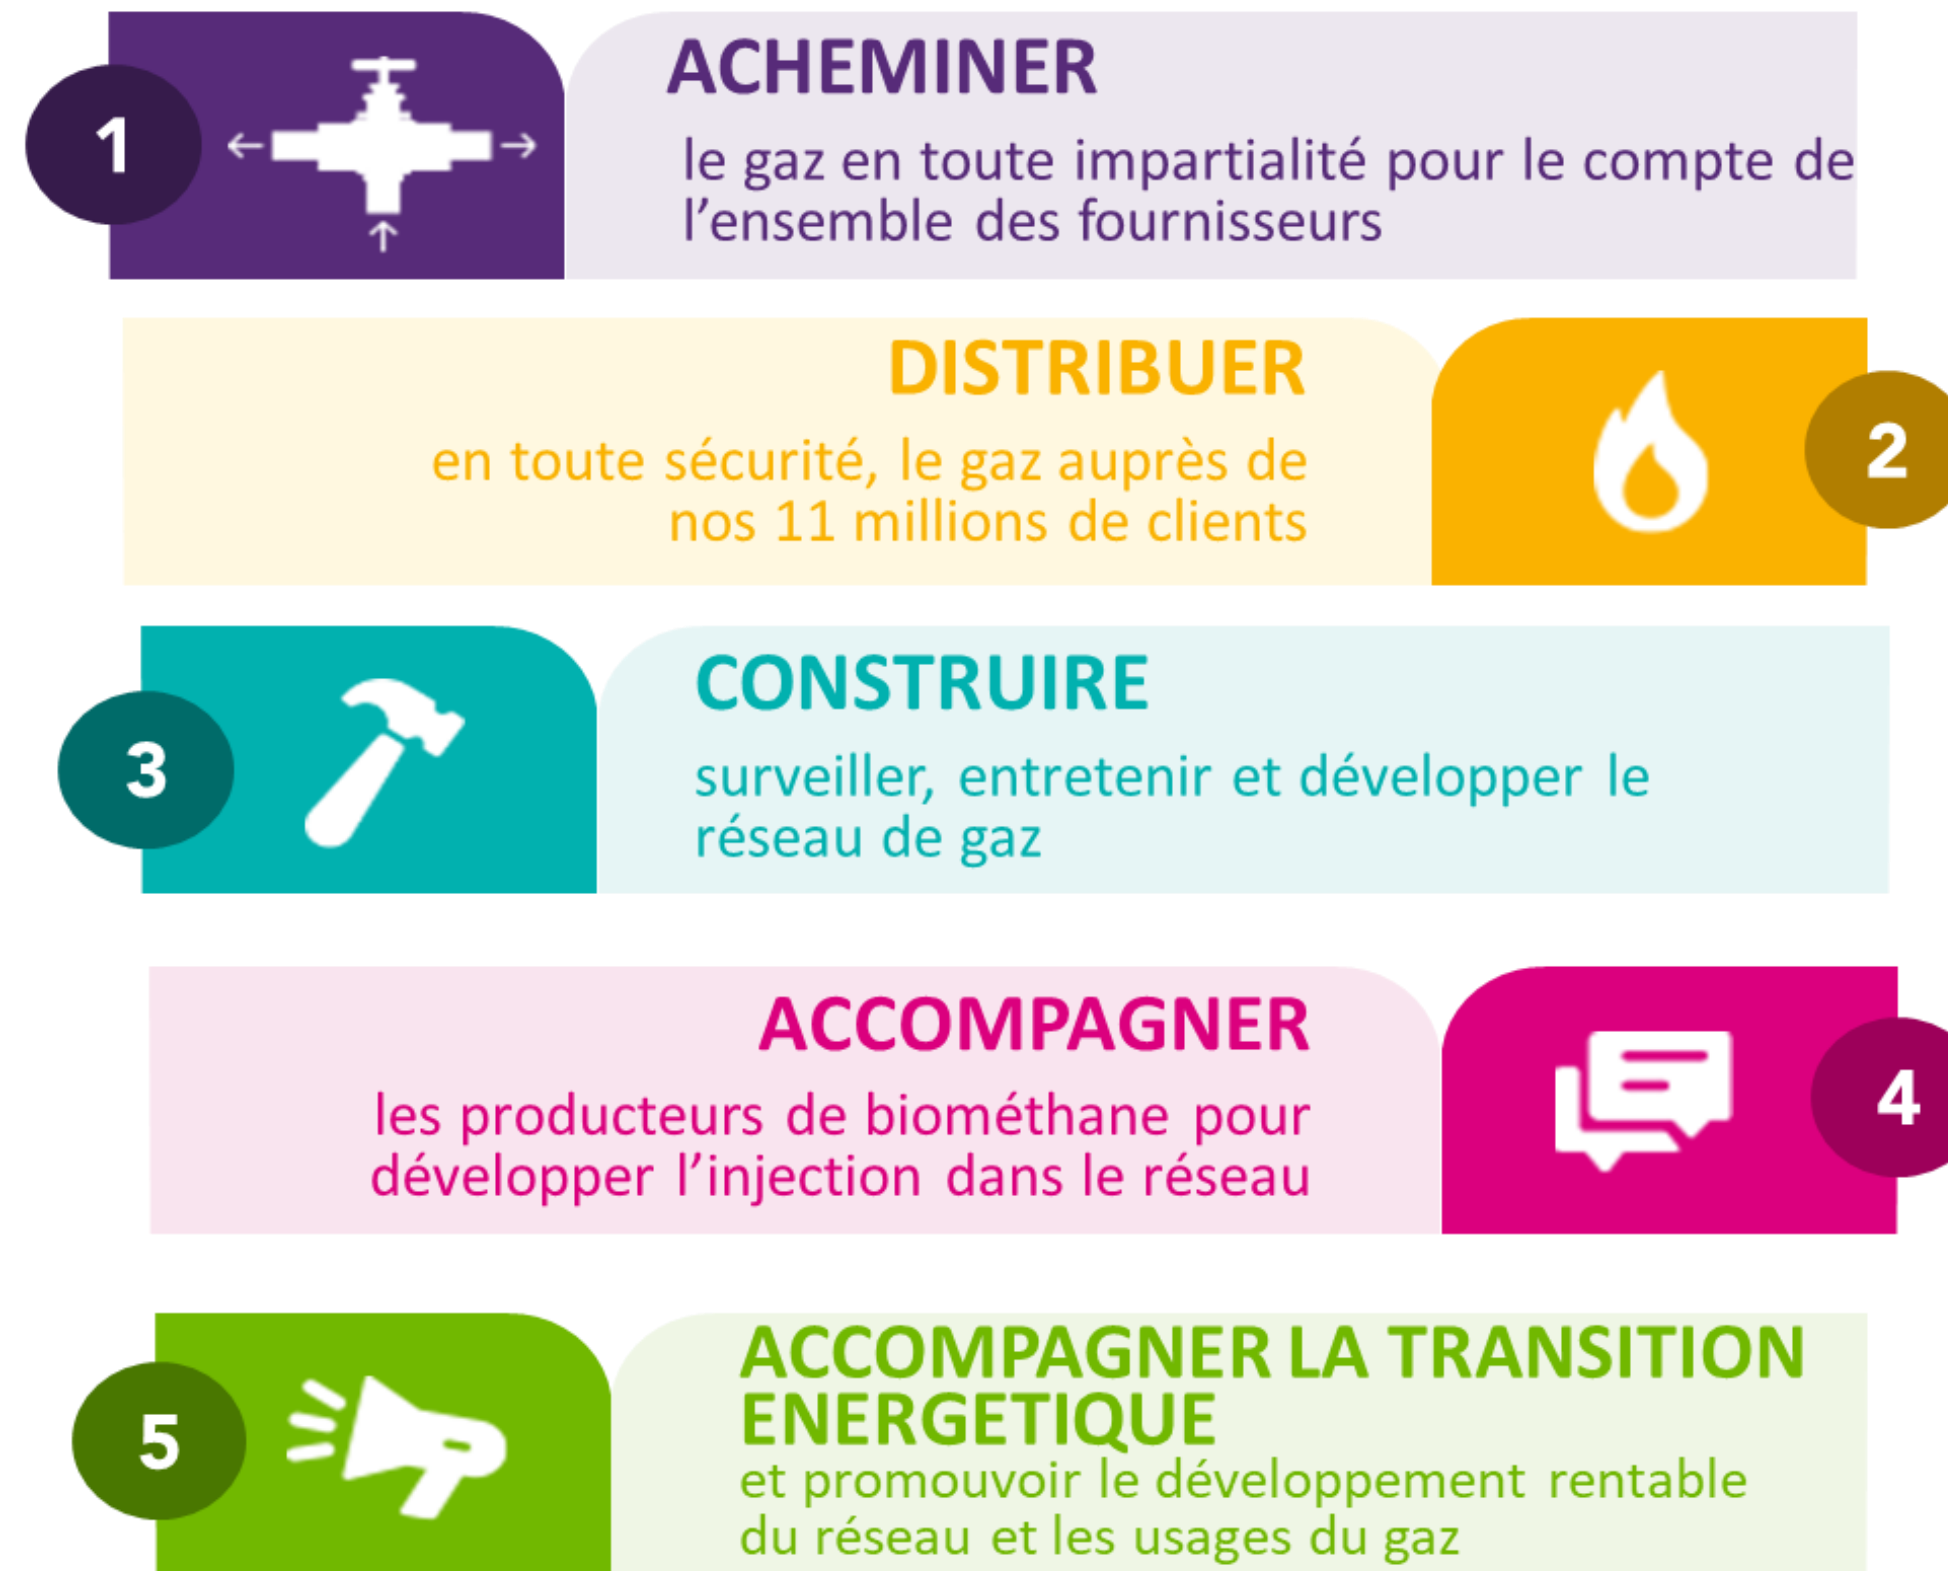 1
ACHEMINER
le gaz en toute impartialité pour le compte de
l’ensemble des fournisseurs
DISTRIBUER
en toute sécurité, le gaz auprès de
nos 11 millions de clients
2
3
CONSTRUIRE
surveiller, entretenir et développer le
réseau de gaz
ACCOMPAGNER
les producteurs de biométhane pour
développer l’injection dans le réseau
4
5
ACCOMPAGNER LA TRANSITION
ENERGETIQUE
et promouvoir le développement rentable
du réseau et les usages du gaz